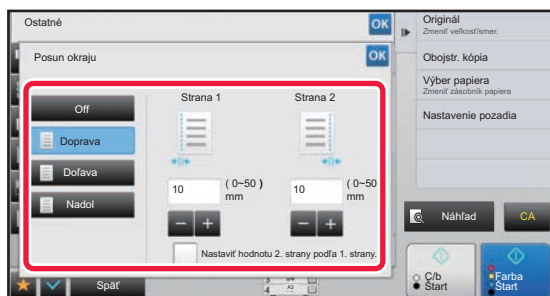 Ostatné
OK
Posun okraju
OK
Off
Doprava
Doľava
Nadol
Strana 1
Strana 2
10
( 0~50 )
mm
10
( 0~50
mm
Nastaviť hodnotu 2. strany podľa 1. strany.
Späť
Originál
Zmeniť veľkosť/smer.
Obojstr. kópia
Výber papiera
Zmeniť zásobník papiera
Nastavenie pozadia
Náhľad
CA
Č/b
Štart
Farba
Štart
4
A3